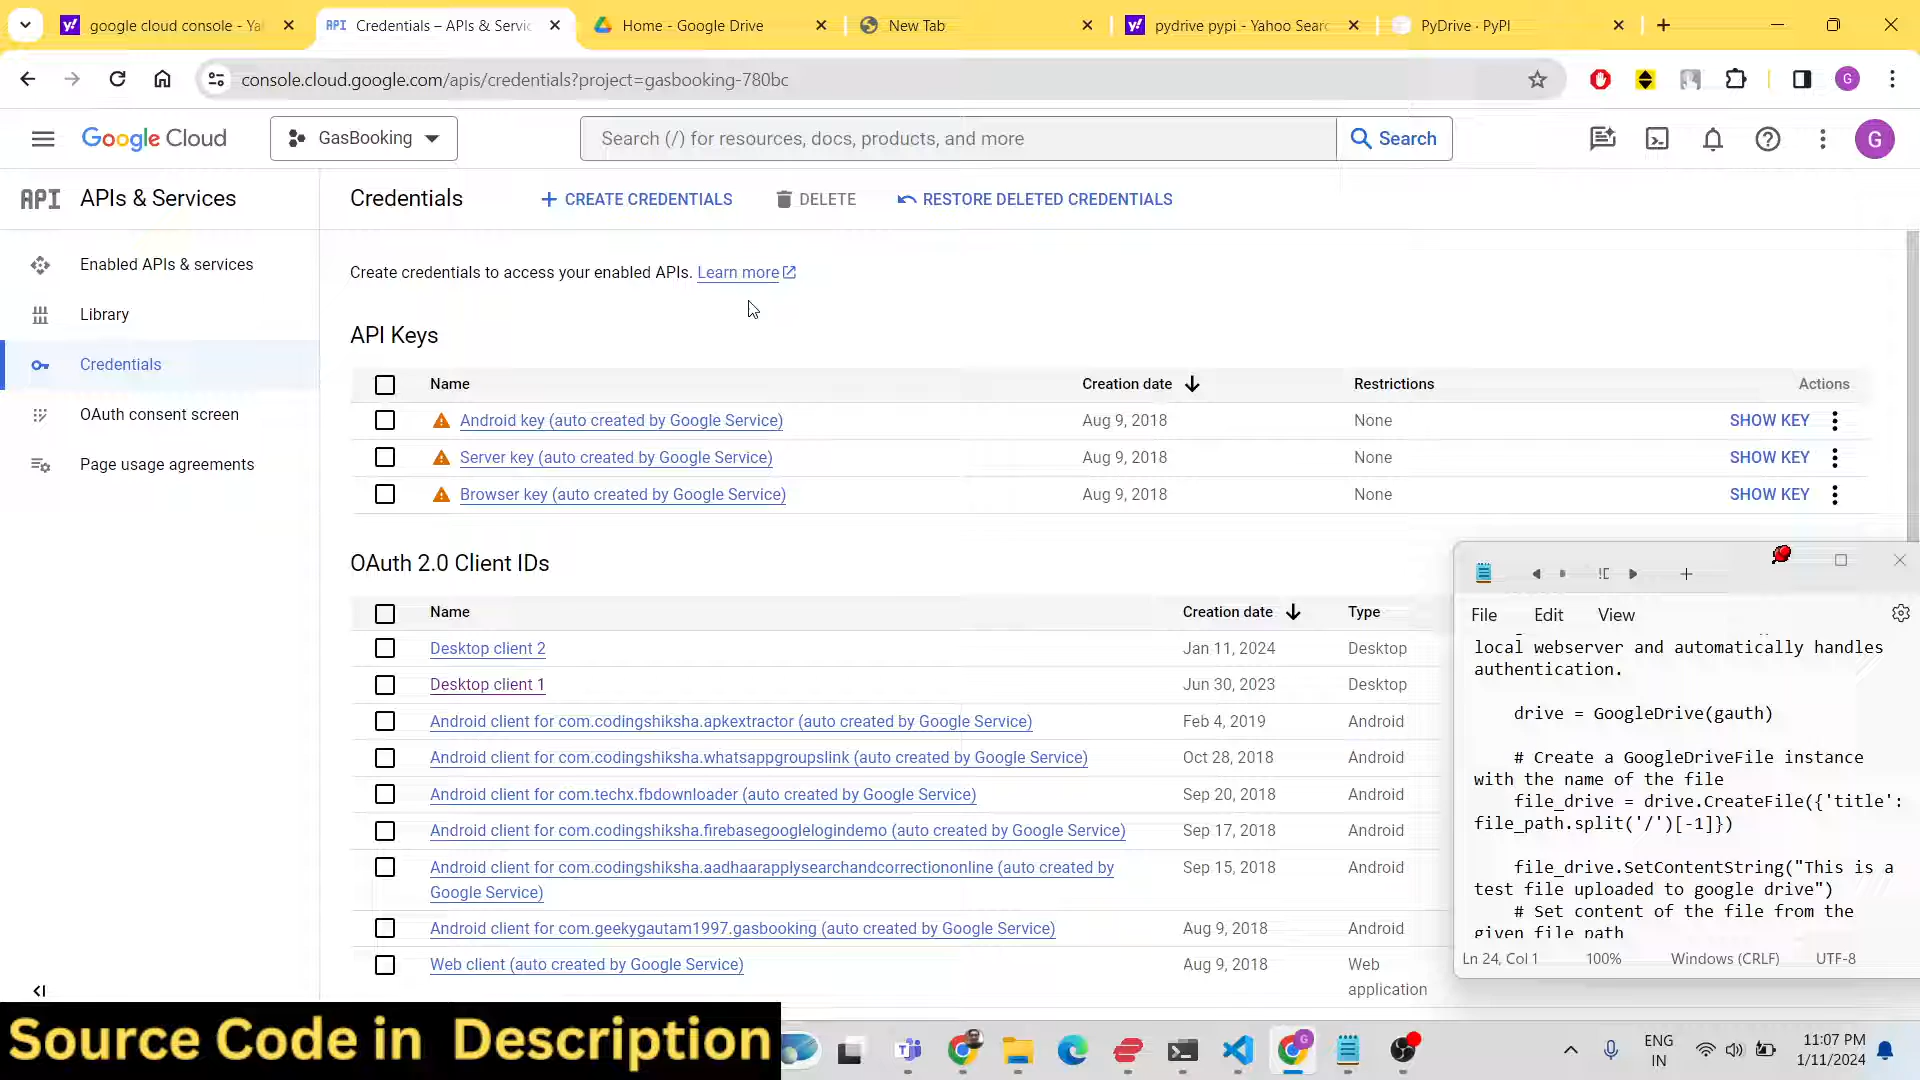 google cloud console - Ya
Credentials – APIs & Servic
Home - Google Drive
New Tab
pydrive pypi - Yahoo Searc
PyDrive · PyPI
console.cloud.google.com/apis/credentials?project=gasbooking-780bc
G
Google Cloud
GasBooking
Search (/) for resources, docs, products, and more
Search
G
API APIs & Services
Credentials
CREATE CREDENTIALS
DELETE
RESTORE DELETED CREDENTIALS
Enabled APIs & services
Library
Credentials
OAuth consent screen
Page usage agreements
Create credentials to access your enabled APIs. Learn more
API Keys
Name Creation date Restrictions Actions
Android key (auto created by Google Service) Aug 9, 2018 None SHOW KEY
Server key (auto created by Google Service) Aug 9, 2018 None SHOW KEY
Browser key (auto created by Google Service) Aug 9, 2018 None SHOW KEY
OAuth 2.0 Client IDs
Name Creation date Type
Desktop client 2 Jan 11, 2024 Desktop
Desktop client 1 Jun 30, 2023 Desktop
Android client for com.codingshiksha.apkextractor (auto created by Google Service) Feb 4, 2019 Android
Android client for com.codingshiksha.whatsappgroupslink (auto created by Google Service) Oct 28, 2018 Android
Android client for com.techx.fbdownloader (auto created by Google Service) Sep 20, 2018 Android
Android client for com.codingshiksha.firebasegooglelogindemo (auto created by Google Service) Sep 17, 2018 Android
Android client for com.codingshiksha.aadhaarapplysearchandcorrectiononline (auto created by Sep 15, 2018 Android
Google Service)
Android client for com.geekygautam1997.gasbooking (auto created by Google Service) Aug 9, 2018 Android
Web client (auto created by Google Service) Aug 9, 2018 Web
application
File Edit View
local webserver and automatically handles
authentication.
drive = GoogleDrive(gauth)
# Create a GoogleDriveFile instance
with the name of the file
file_drive = drive.CreateFile({'title':
file_path.split('/')[-1]})
file_drive.SetContentString("This is a
test file uploaded to google drive")
# Set content of the file from the
given file path
Ln 24, Col 1 100% Windows (CRLF) UTF-8
Source Code in Description
ENG
IN
11:07 PM
1/11/2024